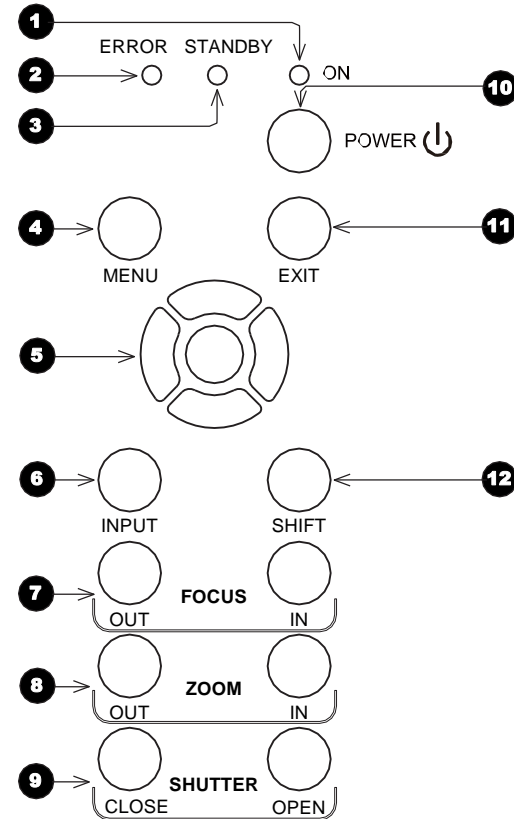 1
ERROR STANDBY
2 ON
10
3
POWER
4 11
MENU EXIT
5
6 12
INPUT SHIFT
7 FOCUS
OUT IN
8 ZOOM
OUT IN
9 SHUTTER
CLOSE OPEN